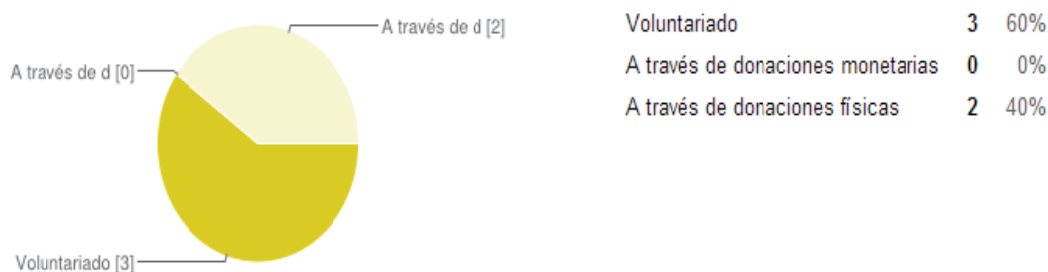 A través de d [2]
A través de d [0]
Voluntariado [3]
Voluntariado 3 60%
A través de donaciones monetarias 0 0%
A través de donaciones físicas 2 40%